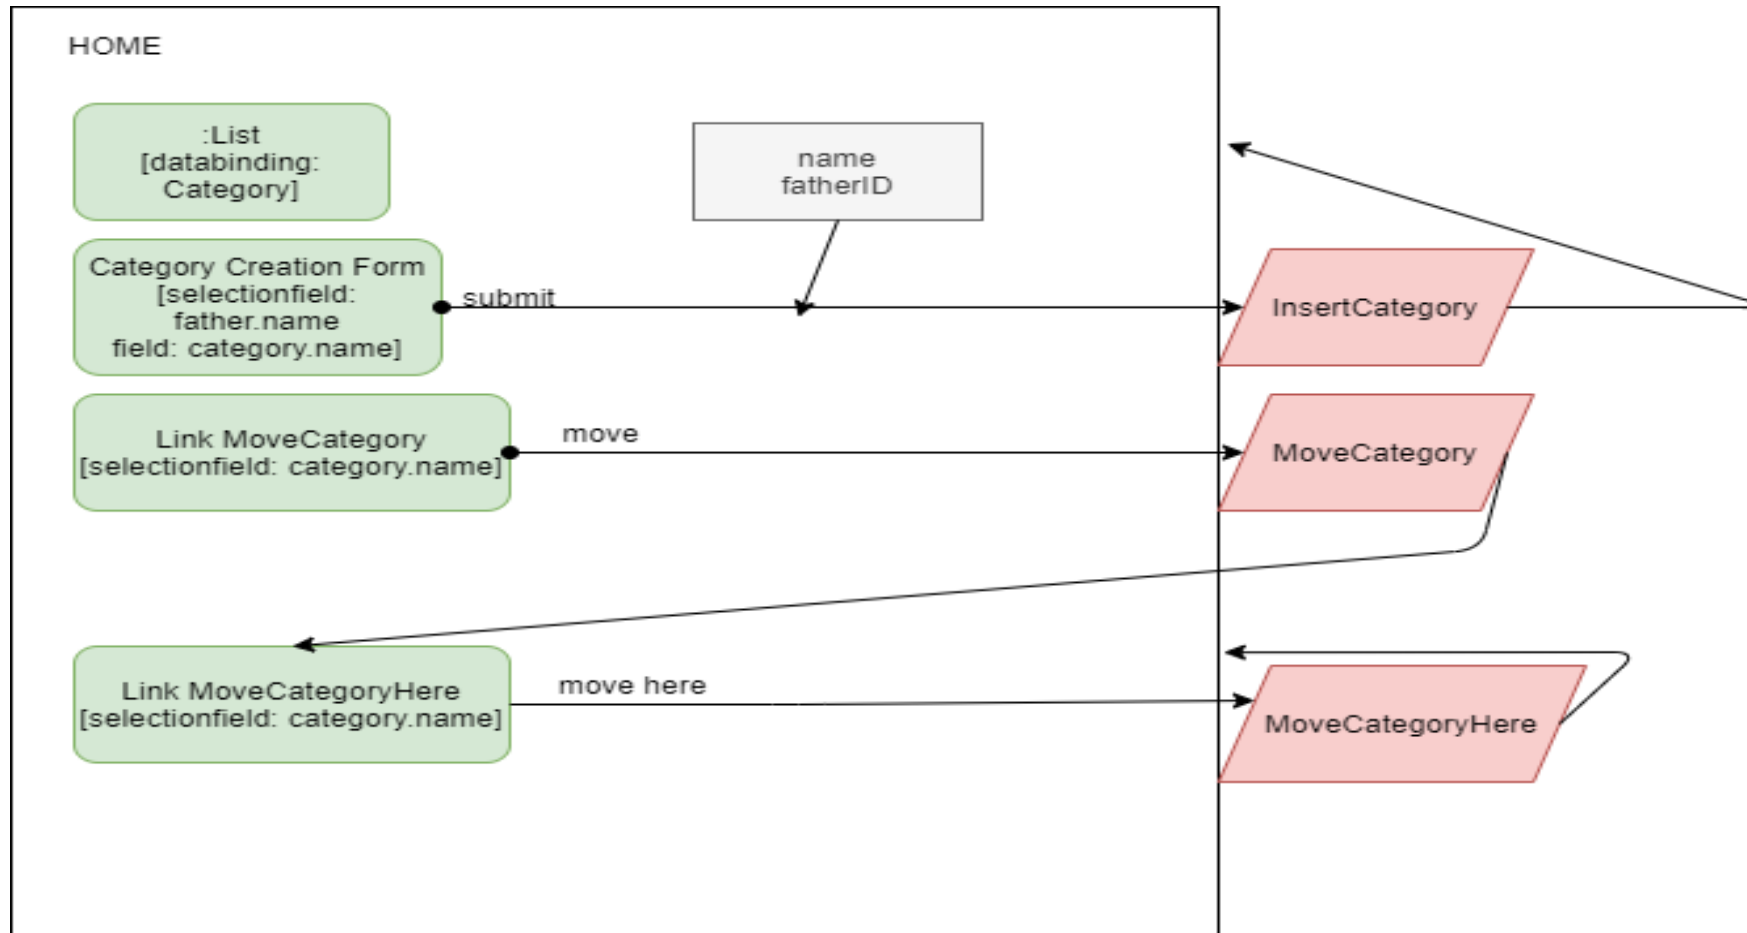 HOME
:List
[databinding:
Category]
name
fatherID
Category Creation Form
[selectionfield:
father.name
field: category.name]
submit
InsertCategory
Link MoveCategory
[selectionfield: category.name]
move
MoveCategory
Link MoveCategoryHere
[selectionfield: category.name]
move here
MoveCategoryHere